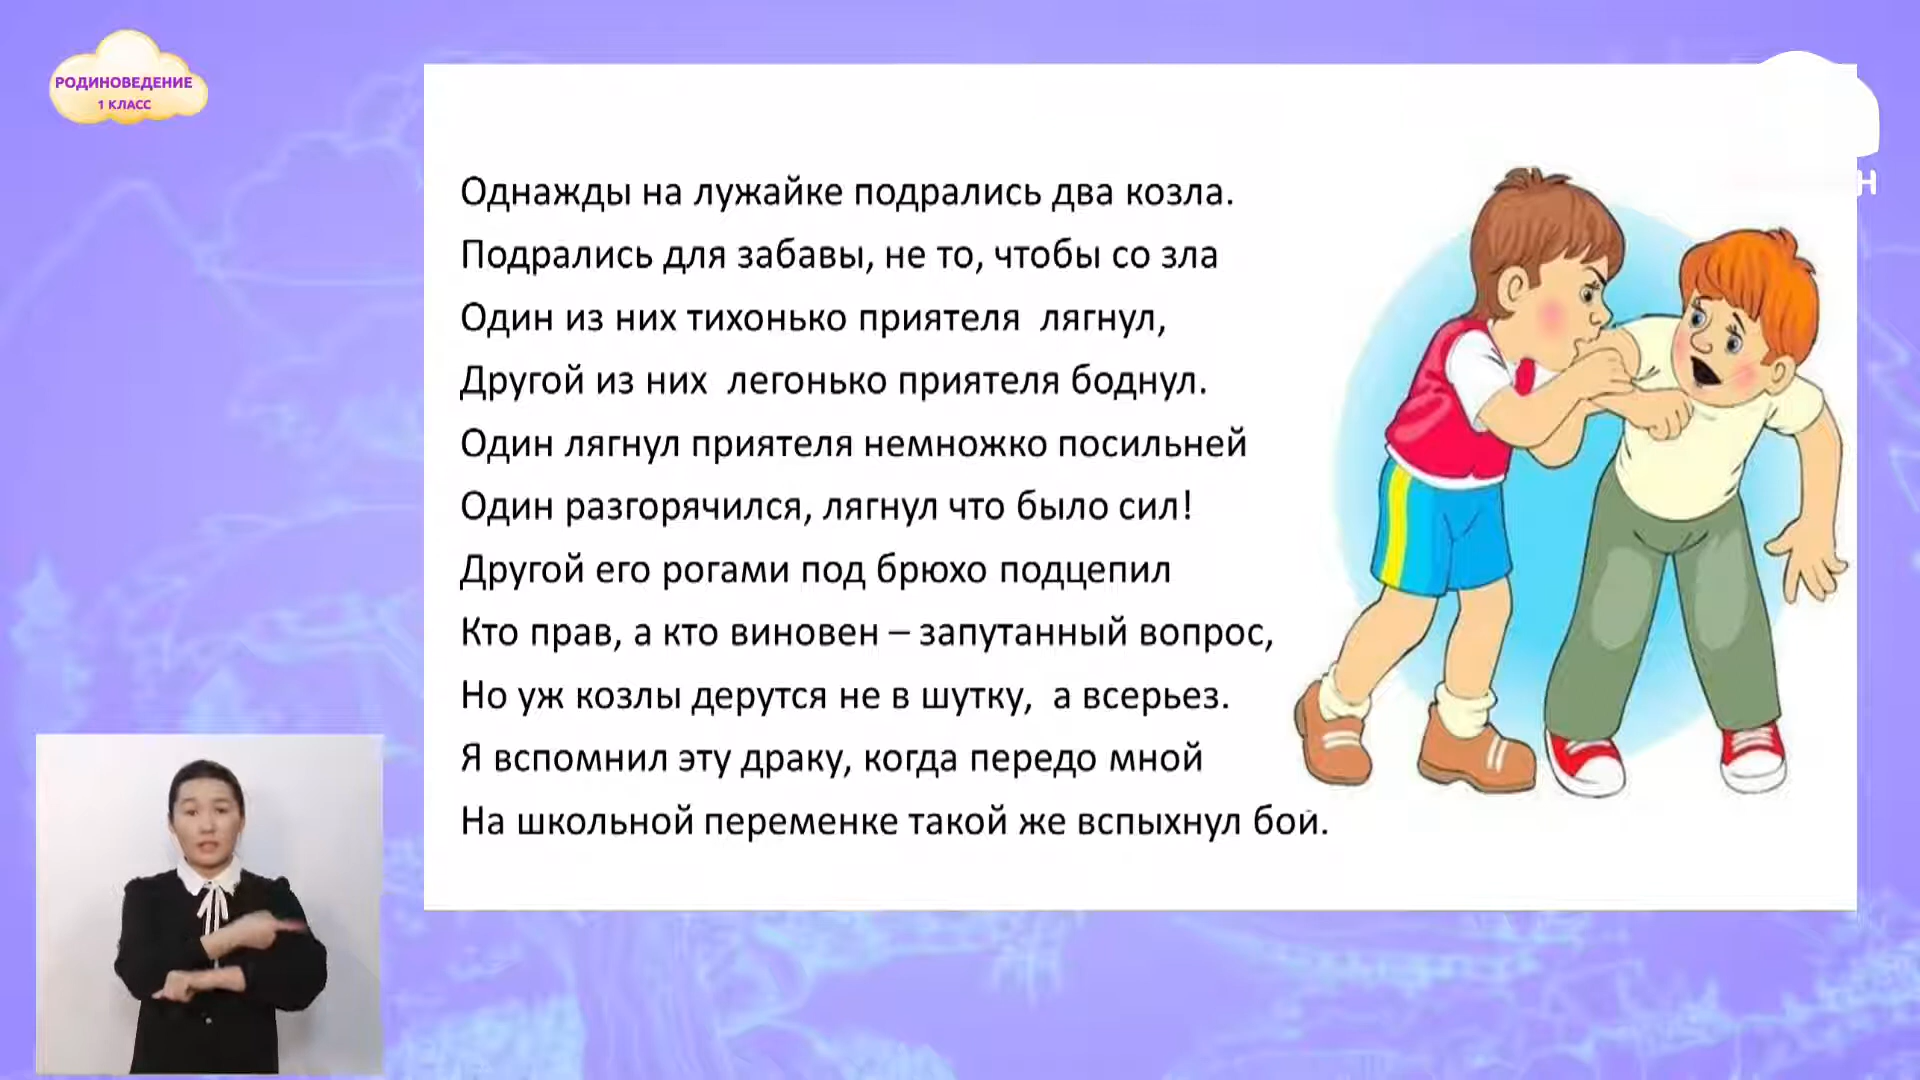 РОДИНОВЕДЕНИЕ
1 КЛАСС
Однажды на лужайке подрались два козла.
Подрались для забавы, не то, чтобы со зла
Один из них тихонько приятеля лягнул,
Другой из них легонько приятеля боднул.
Один лягнул приятеля немножко посильней
Один разгорячился, лягнул что было сил!
Другой его рогами под брюхо подцепил
Кто прав, а кто виновен – запутанный вопрос,
Но уж козлы дерутся не в шутку, а всерьез.
Я вспомнил эту драку, когда передо мной
На школьной переменке такой же вспыхнул бой.